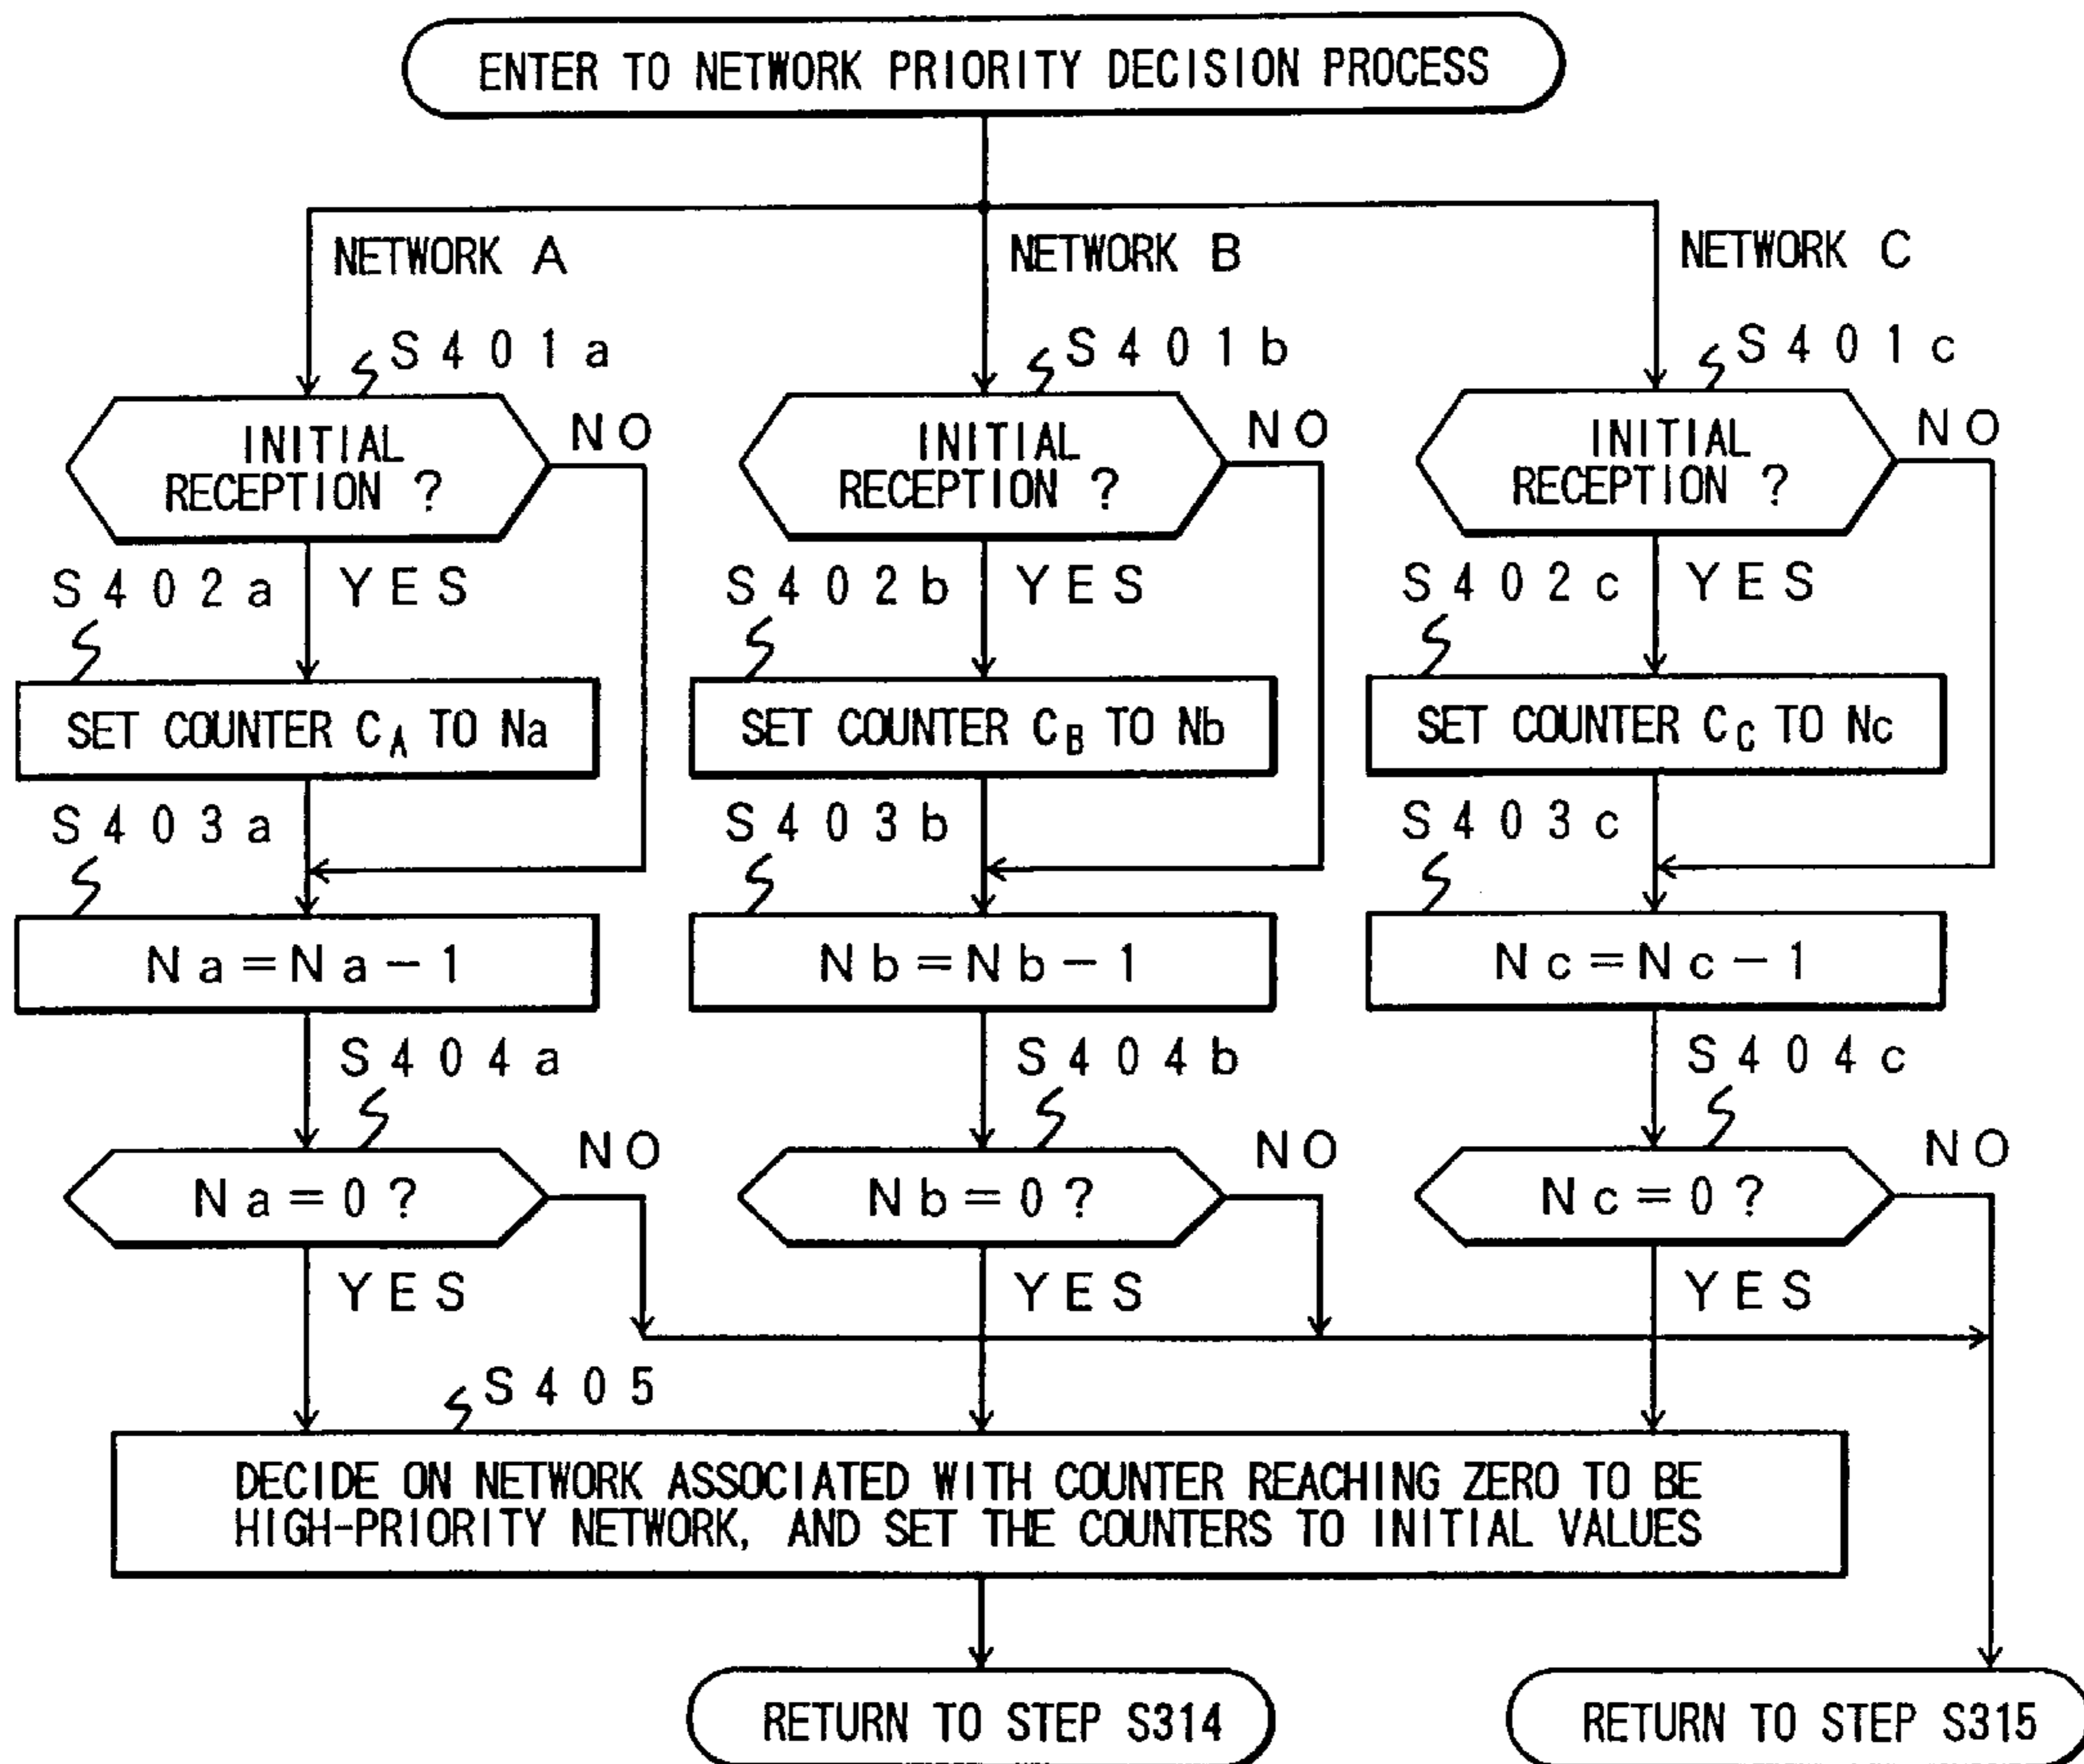 ENTER TO NETWORK PRIORITY DECISION PROCESS
NETWORK A
NETWORK B
NETWORK C
S401a
S401b
S401c
INITIAL
RECEPTION ?
NO
INITIAL
RECEPTION ?
NO
INITIAL
RECEPTION ?
NO
S402a
YES
S402b
YES
S402c
YES
SET COUNTER CA TO Na
SET COUNTER CB TO Nb
SET COUNTER CC TO Nc
S403a
S403b
S403c
Na=Na-1
Nb=Nb-1
Nc=Nc-1
S404a
S404b
S404c
Na=0?
NO
Nb=0?
NO
Nc=0?
NO
YES
YES
YES
S405
DECIDE ON NETWORK ASSOCIATED WITH COUNTER REACHING ZERO TO BE
HIGH-PRIORITY NETWORK, AND SET THE COUNTERS TO INITIAL VALUES
RETURN TO STEP S314
RETURN TO STEP S315